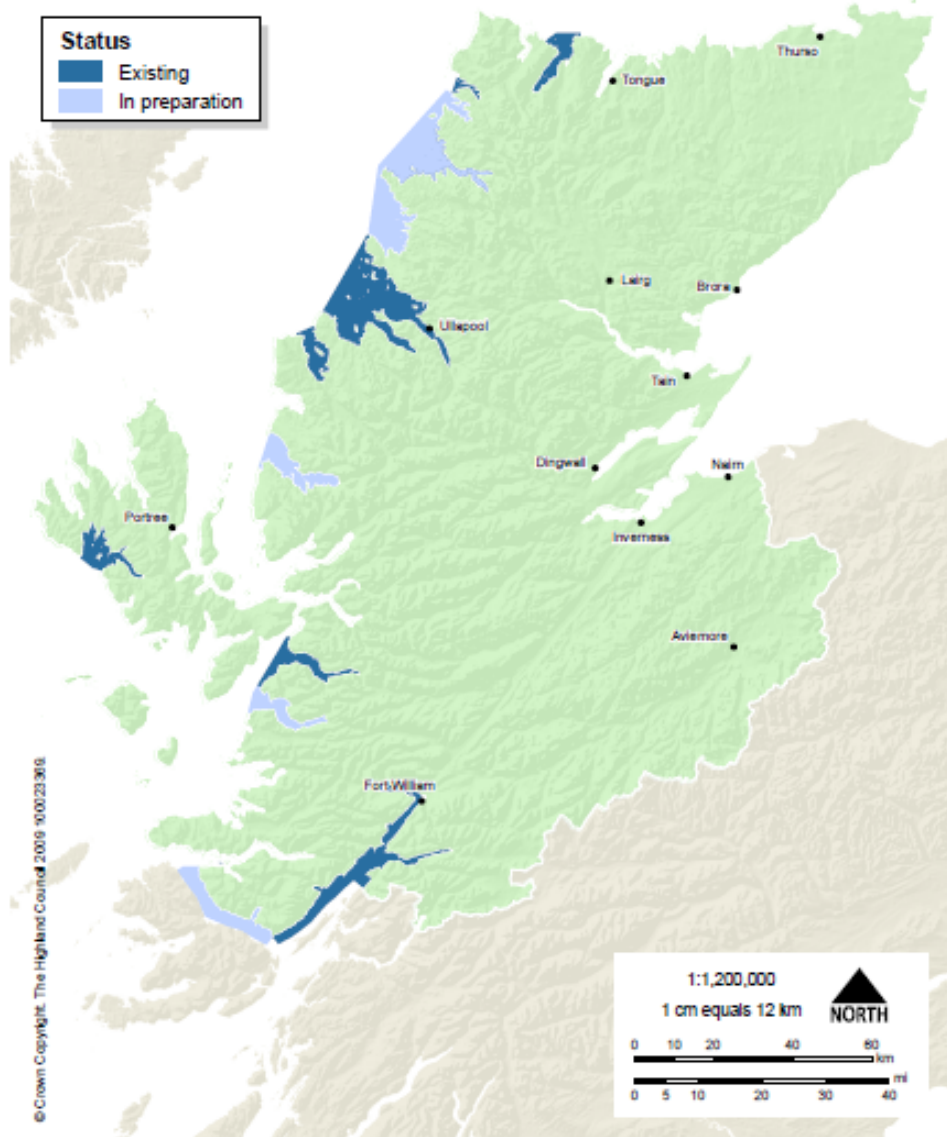 Status
Existing
In preparation
Thurso
Tongue
Lairg
Brora
Ullapool
Tain
Dingwall
Nairn
Portree
Inverness
Aviemore
Fort William
© Crown Copyright. The Highland Council 2009 100023369.
1:1,200,000
1 cm equals 12 km
NORTH
0 10 20 40 60
km
mi
0 5 10 20 30 40